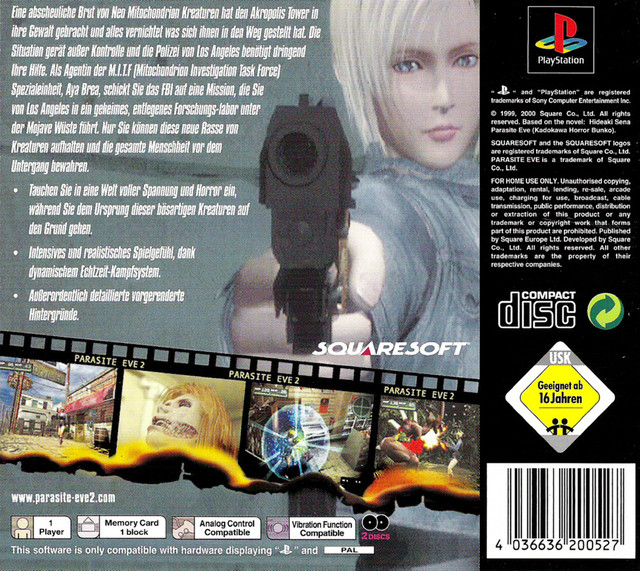 Eine abscheuliche Brut von Neo Mitochondrion Kreaturen hat den Akropolis Tower in
ihre Gewalt gebracht und alles vernichtet was sich ihnen in den Weg gestellt hat. Die
Situation gerät außer Kontrolle und die Polizei von Los Angeles benötigt dringend
Ihre Hilfe. Als Agentin der M.I.T.F (Mitochondrion Investigation Task Force)
Spezialeinheit, Aya Brea, schickt Sie das FBI auf eine Mission, die Sie
von Los Angeles in ein geheimes, entlegenes Forschungs-labor unter
der Mojave Wüste führt. Nur Sie können diese neue Rasse von
Kreaturen aufhalten und die gesamte Menschheit vor dem
Untergang bewahren.
• Tauchen Sie in eine Welt voller Spannung und Horror ein,
während Sie dem Ursprung dieser bösartigen Kreaturen auf
den Grund gehen.
• Intensives und realistisches Spielgefühl, dank
dynamischem Echtzeit-Kampfsystem.
• Außerordentlich detaillierte vorgerenderte
Hintergründe.
SQUARESOFT
PARASITE EVE 2
PARASITE EVE 2
PARASITE EVE 2
www.parasite-eve2.com
1
Player
Memory Card
1 block
Analog Control
Compatible
Vibration Function
Compatible
2 DISCS
This software is only compatible with hardware displaying " " and PAL
PlayStation
" " and "PlayStation" are registered
trademarks of Sony Computer Entertainment Inc.
© 1999, 2000 Square Co., Ltd. All rights
reserved. Based on the novel: Hideaki Sena
Parasite Eve (Kadokawa Horror Bunko).
SQUARESOFT and the SQUARESOFT logos
are registered trademarks of Square Co., Ltd.
PARASITE EVE is a trademark of Square
Co., Ltd.
FOR HOME USE ONLY. Unauthorised copying,
adaptation, rental, lending, re-sale, arcade
use, charging for use, broadcast, cable
transmission, public performance, distribution
or extraction of this product or any
trademark or copyright work that forms
part of this product are prohibited. Published
by Square Europe Ltd. Developed by Square
Co., Ltd. All rights reserved. All other
trademarks are the property of their
respective companies.
COMPACT
disc
USK
Geeignet ab
16 Jahren
4 036636 200527